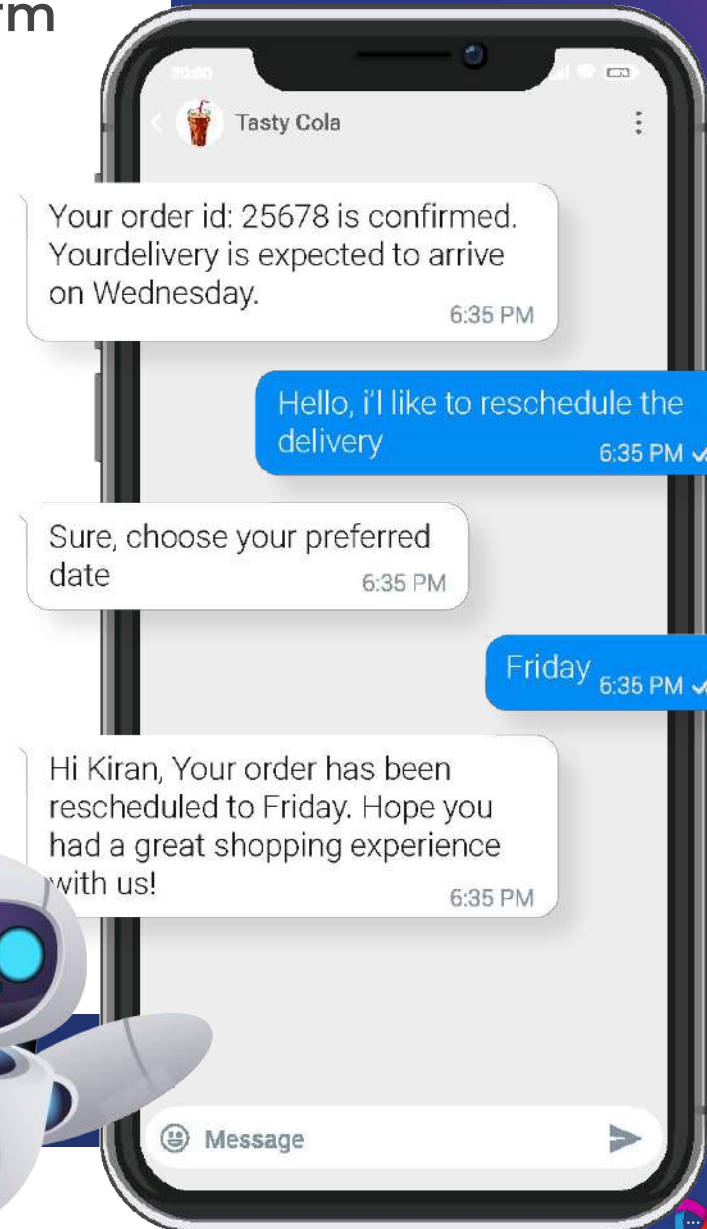 rm
20:00
Tasty Cola
Your order id: 25678 is confirmed.
Yourdelivery is expected to arrive
on Wednesday.
6:35 PM
Hello, i'l like to reschedule the
delivery
6:35 PM
Sure, choose your preferred
date
6:35 PM
Friday
6:35 PM
Hi Kiran, Your order has been
rescheduled to Friday. Hope you
had a great shopping experience
with us!
6:35 PM
Message